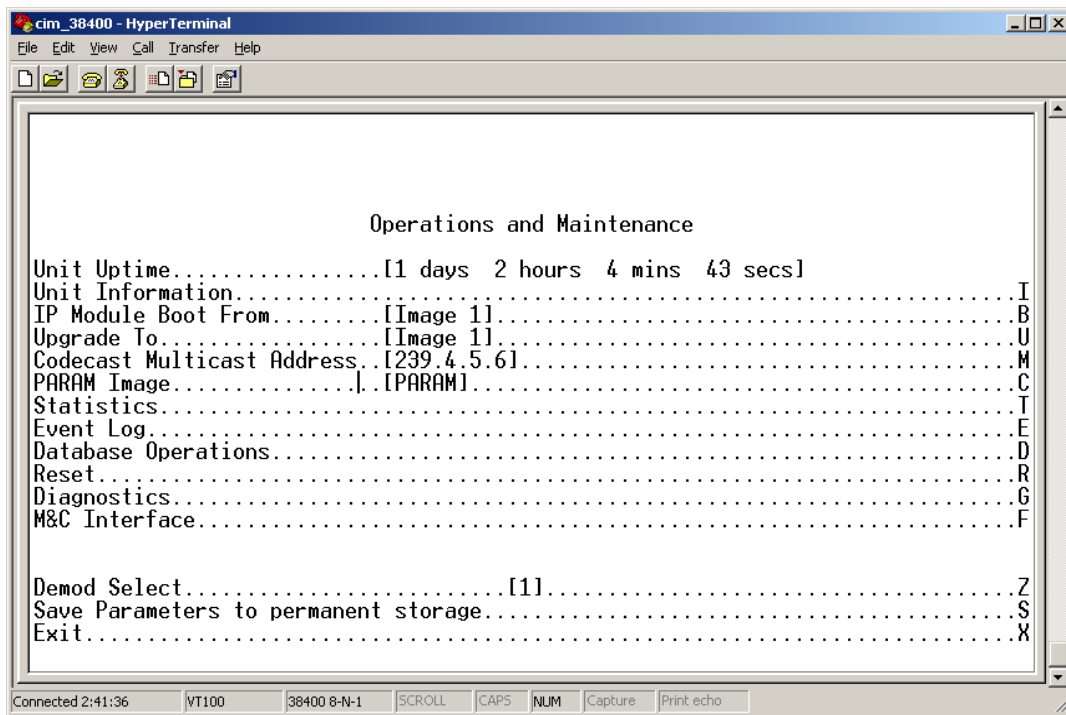 cim_38400 - HyperTerminal
File Edit View Call Transfer Help
Operations and Maintenance
Unit Uptime.................[1 days  2 hours  4 mins  43 secs]
Unit Information................................................................I
IP Module Boot From.........[Image 1]...........................................B
Upgrade To..................[Image 1]...........................................U
Codecast Multicast Address..[239.4.5.6].........................................M
PARAM Image.................[PARAM].............................................C
Statistics......................................................................T
Event Log.......................................................................E
Database Operations.............................................................D
Reset...........................................................................R
Diagnostics.....................................................................G
M&C Interface...................................................................F
Demod Select..........................[1].......................................Z
Save Parameters to permanent storage............................................S
Exit............................................................................X
Connected 2:41:36 VT100 38400 8-N-1 SCROLL CAPS NUM Capture Print echo